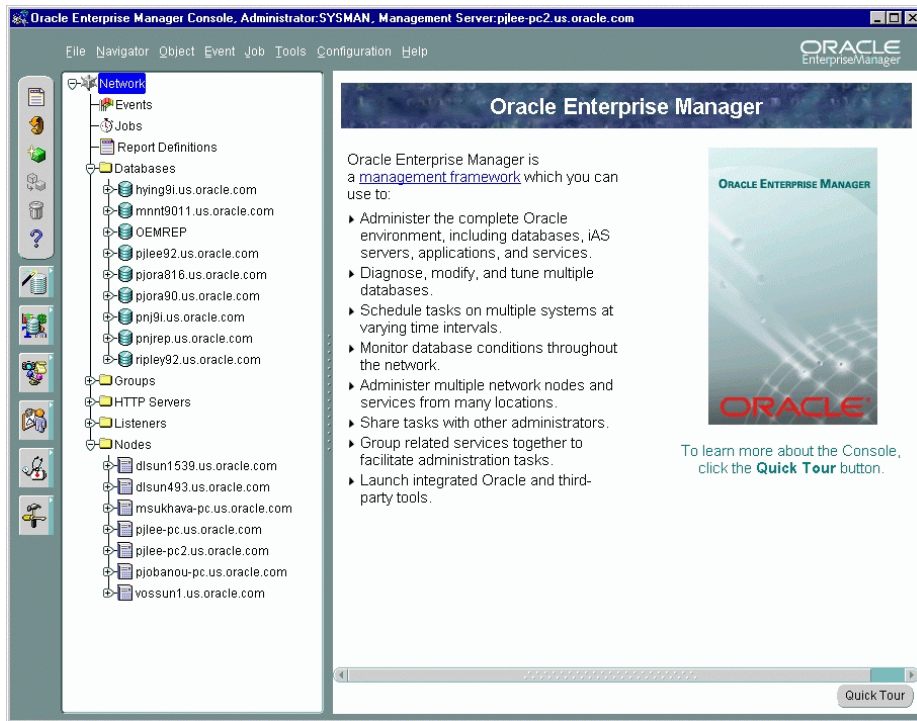 Oracle Enterprise Manager Console, Administrator:SYSMAN, Management Server:pjlee-pc2.us.oracle.com
File Navigator Object Event Job Tools Configuration Help
ORACLE
EnterpriseManager
Network
Events
Jobs
Report Definitions
Databases
hying9i.us.oracle.com
mnnt9011.us.oracle.com
OEMREP
pjlee92.us.oracle.com
pjora816.us.oracle.com
pjora90.us.oracle.com
pnj9i.us.oracle.com
pnjrep.us.oracle.com
ripley92.us.oracle.com
Groups
HTTP Servers
Listeners
Nodes
dlsun1539.us.oracle.com
dlsun493.us.oracle.com
msukhava-pc.us.oracle.com
pjlee-pc.us.oracle.com
pjlee-pc2.us.oracle.com
pjobanou-pc.us.oracle.com
vossun1.us.oracle.com
Oracle Enterprise Manager
Oracle Enterprise Manager is
a management framework which you can
use to:
Administer the complete Oracle
environment, including databases, iAS
servers, applications, and services.
Diagnose, modify, and tune multiple
databases.
Schedule tasks on multiple systems at
varying time intervals.
Monitor database conditions throughout
the network.
Administer multiple network nodes and
services from many locations.
Share tasks with other administrators.
Group related services together to
facilitate administration tasks.
Launch integrated Oracle and third-
party tools.
ORACLE ENTERPRISE MANAGER
ORACLE
To learn more about the Console,
click the Quick Tour button.
Quick Tour